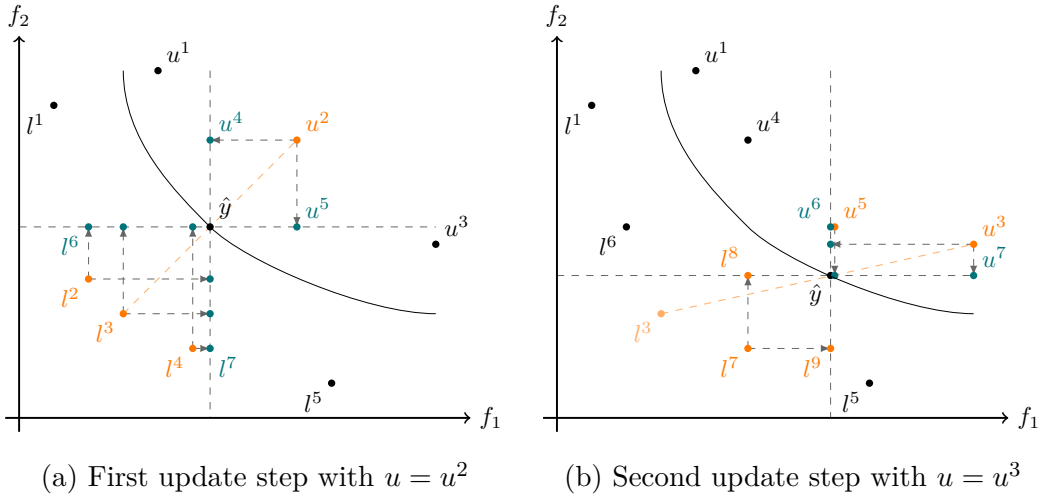 f₂
u¹
l¹
u⁴
u²
ŷ
u⁵
u³
l⁶
l²
l³
l⁴
l⁷
l⁵
f₁
(a) First update step with u = u²
f₂
u¹
l¹
u⁴
u⁶
u⁵
l⁶
u³
l⁸
u⁷
ŷ
l³
l⁷
l⁹
l⁵
f₁
(b) Second update step with u = u³